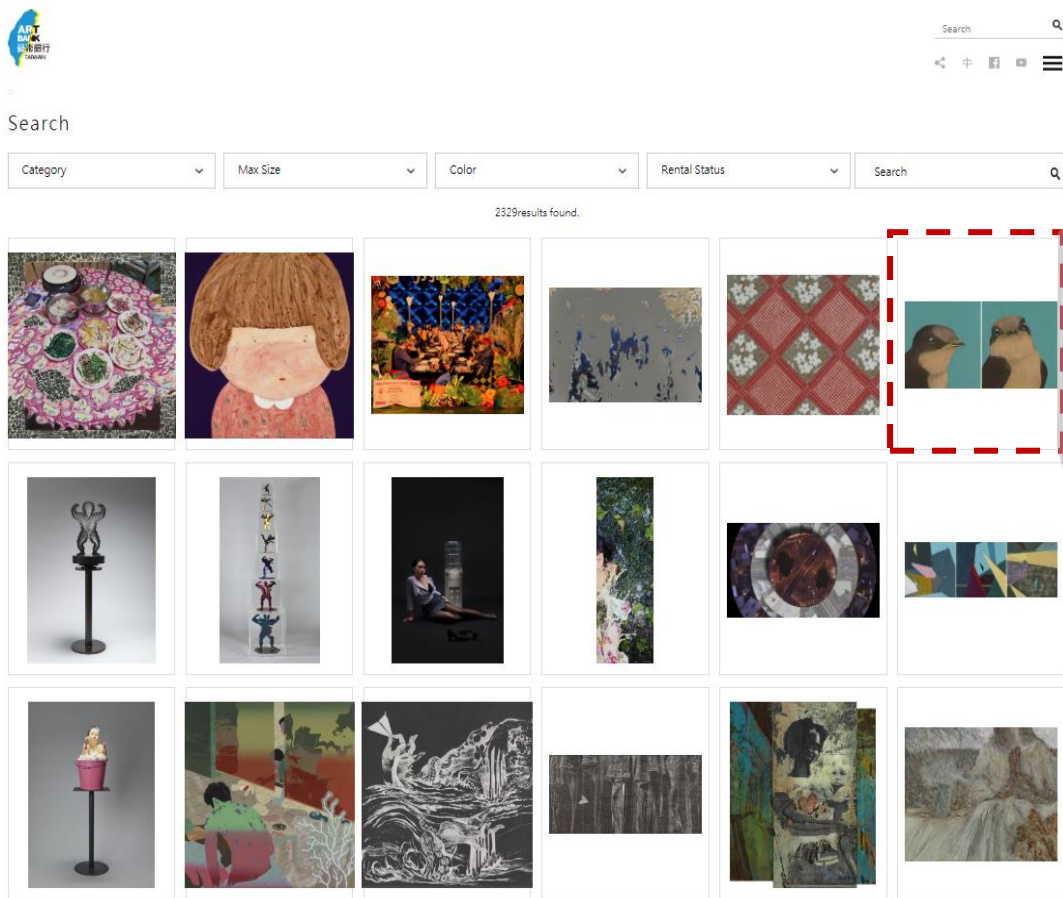 ART
BANK
藝術銀行
TAIWAN
Search
中
Search
Category
Max Size
Color
Rental Status
Search
2329results found.